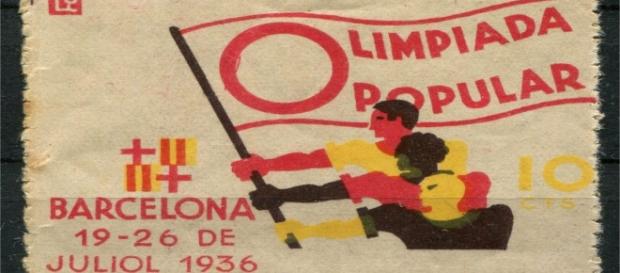 OLIMPIADA
POPULAR
10
CTS.
BARCELONA
19-26 DE
JULIOL 1936